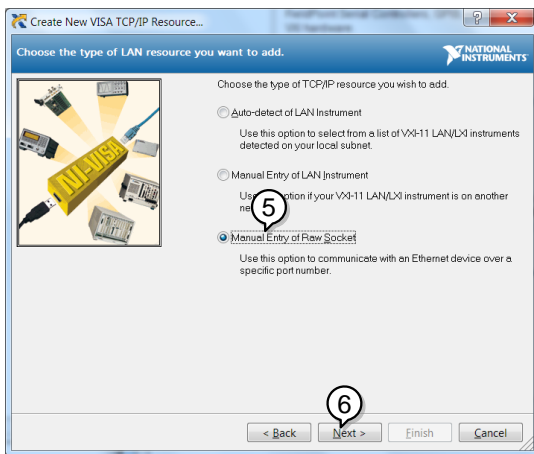 Create New VISA TCP/IP Resource...
Choose the type of LAN resource you want to add.
NATIONAL
INSTRUMENTS
NI-VISA
Choose the type of TCP/IP resource you wish to add.
Auto-detect of LAN Instrument
Use this option to select from a list of VXI-11 LAN/LXI instruments
detected on your local subnet.
Manual Entry of LAN Instrument
option if your VXI-11 LAN/LXI instrument is on another
5
Manual Entry of Raw Socket
Use this option to communicate with an Ethernet device over a
specific port number.
6
< Back Next > Finish Cancel